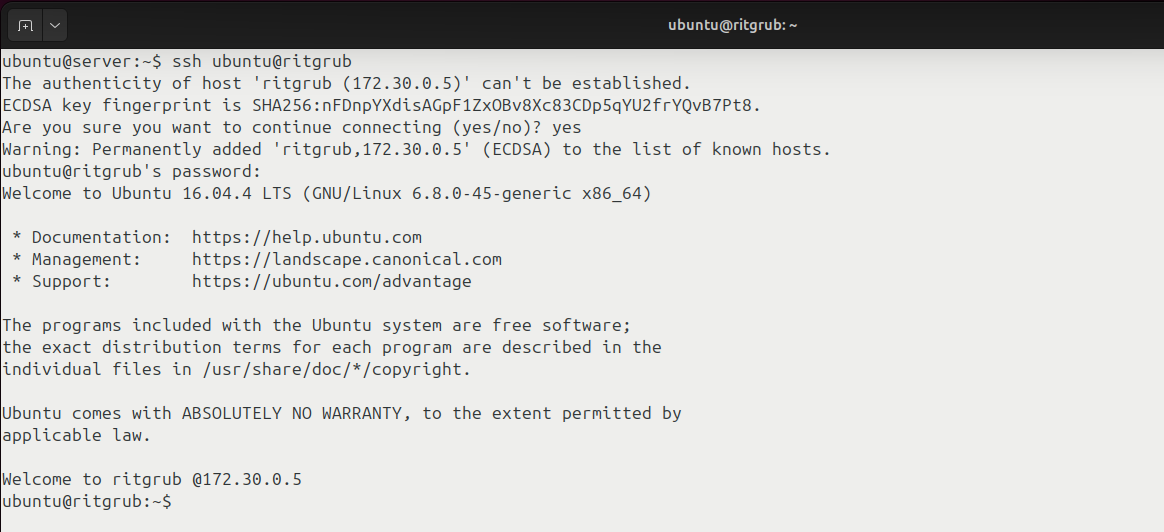 ubuntu@ritgrub: ~
ubuntu@server:~$ ssh ubuntu@ritgrub
The authenticity of host 'ritgrub (172.30.0.5)' can't be established.
ECDSA key fingerprint is SHA256:nFDnpYXdisAGpF1ZxOBv8Xc83CDp5qYU2frYQvB7Pt8.
Are you sure you want to continue connecting (yes/no)? yes
Warning: Permanently added 'ritgrub,172.30.0.5' (ECDSA) to the list of known hosts.
ubuntu@ritgrub's password:
Welcome to Ubuntu 16.04.4 LTS (GNU/Linux 6.8.0-45-generic x86_64)
* Documentation:  https://help.ubuntu.com
* Management:     https://landscape.canonical.com
* Support:        https://ubuntu.com/advantage
The programs included with the Ubuntu system are free software;
the exact distribution terms for each program are described in the
individual files in /usr/share/doc/*/copyright.
Ubuntu comes with ABSOLUTELY NO WARRANTY, to the extent permitted by
applicable law.
Welcome to ritgrub @172.30.0.5
ubuntu@ritgrub:~$